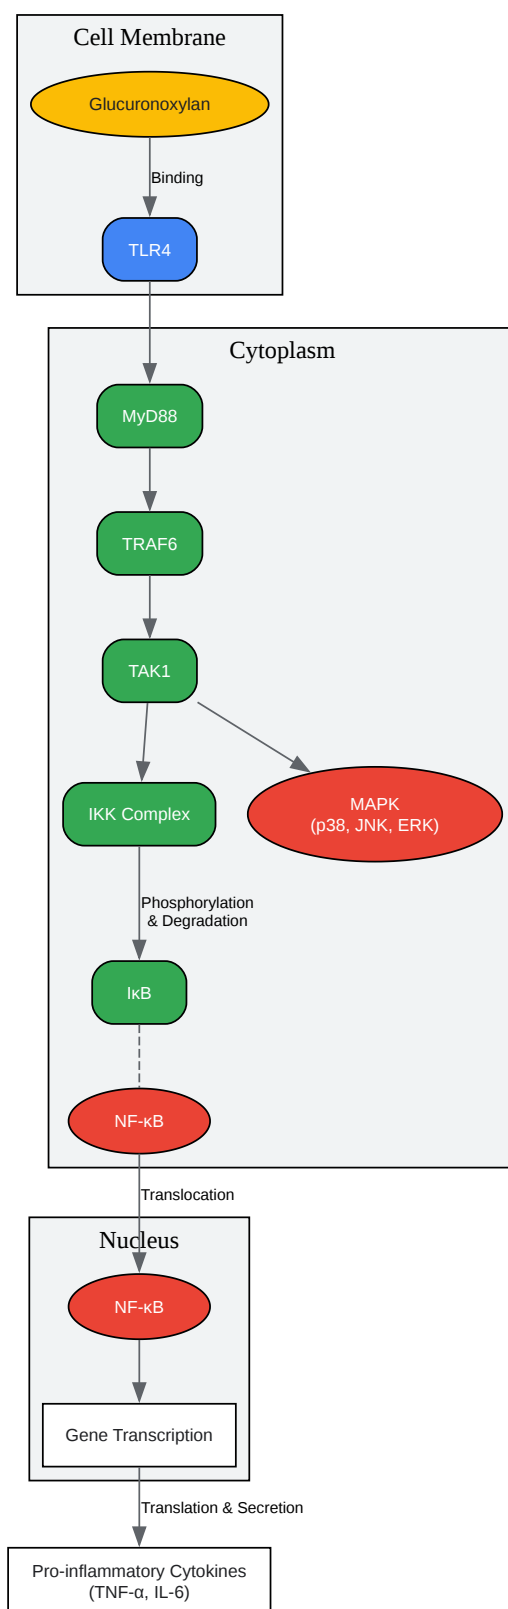 Cell Membrane
Glucuronoxylan
Binding
TLR4
Cytoplasm
MyD88
TRAF6
TAK1
IKK Complex
MAPK
(p38, JNK, ERK)
Phosphorylation
& Degradation
IκB
NF-κB
Translocation
Nucleus
NF-κB
Gene Transcription
Translation & Secretion
Pro-inflammatory Cytokines
(TNF-α, IL-6)